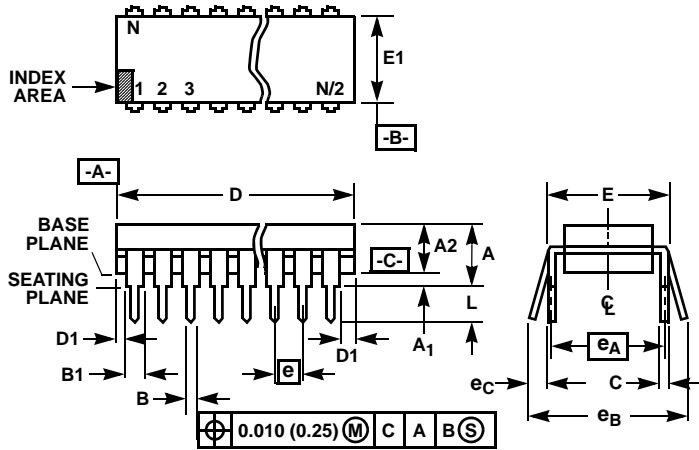 N
E1
INDEX
AREA
1 2 3 N/2
-B-
-A-
D
E
BASE
PLANE
A2
A
-C-
SEATING
PLANE
L
C
L
D1
A1
D1
eA
B1
e
eC
C
B
eB
0.010 (0.25) M C A B S